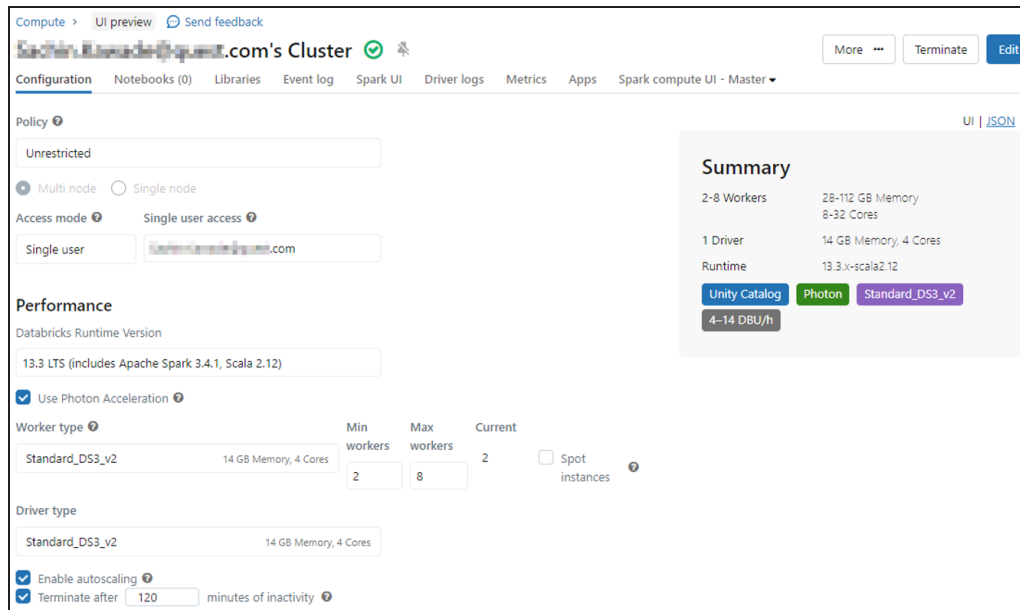 Compute › UI preview Send feedback
.com's Cluster
More ··· Terminate Edit
Configuration Notebooks (0) Libraries Event log Spark UI Driver logs Metrics Apps Spark compute UI - Master
Policy
UI | JSON
Unrestricted
Multi node Single node
Access mode Single user access
Single user .com
Summary
2-8 Workers 28-112 GB Memory
8-32 Cores
1 Driver 14 GB Memory, 4 Cores
Runtime 13.3.x-scala2.12
Unity Catalog Photon Standard_DS3_v2
4–14 DBU/h
Performance
Databricks Runtime Version
13.3 LTS (includes Apache Spark 3.4.1, Scala 2.12)
Use Photon Acceleration
Worker type Min workers Max workers Current
Standard_DS3_v2 14 GB Memory, 4 Cores 2 8 2 Spot instances
Driver type
Standard_DS3_v2 14 GB Memory, 4 Cores
Enable autoscaling
Terminate after 120 minutes of inactivity